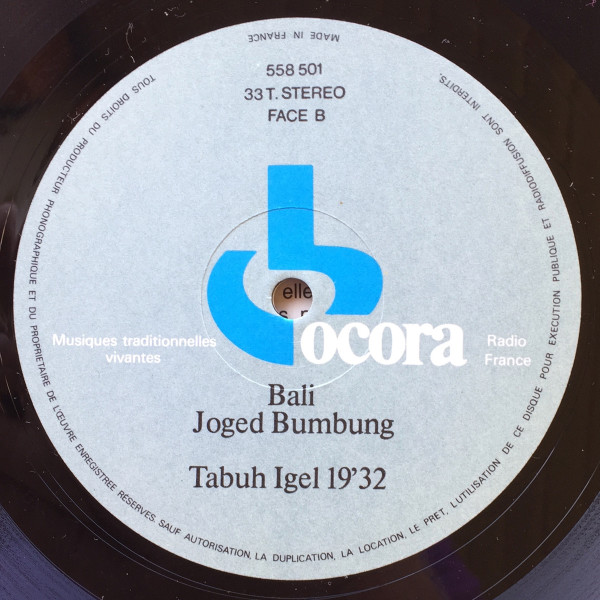 MADE IN FRANCE
558 501
33 T. STEREO
FACE B
elle
ocora
Musiques traditionnelles
vivantes
Radio
France
Bali
Joged Bumbung
Tabuh Igel 19'32
TOUS DROITS DU PRODUCTEUR PHONOGRAPHIQUE ET DU PROPRIETAIRE DE L'ŒUVRE ENREGISTREE RÉSERVES. SAUF AUTORISATION, LA DUPLICATION, LA LOCATION, LE PRET, L'UTILISATION DE CE DISQUE POUR EXECUTION PUBLIQUE ET RADIODIFFUSION SONT INTERDITS.